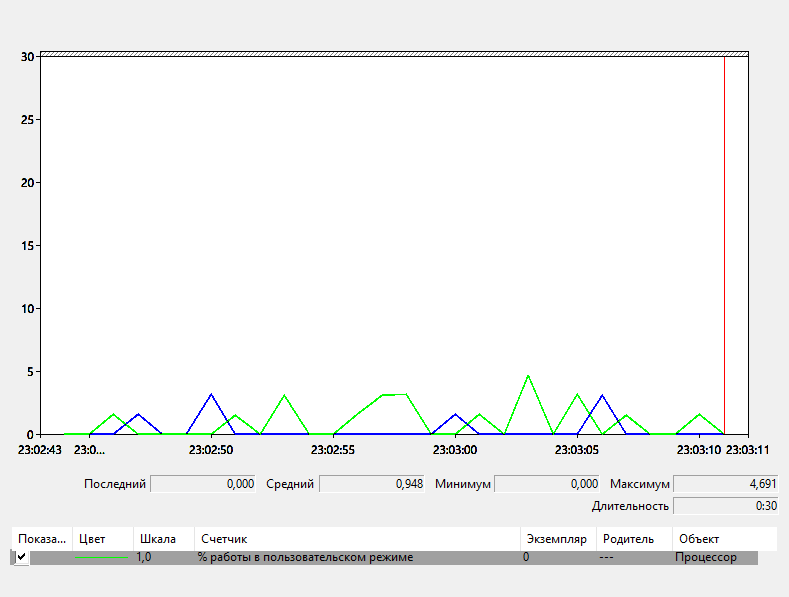 30
25
20
15
10
5
0
23:02:43 23:0... 23:02:50 23:02:55 23:03:00 23:03:05 23:03:10 23:03:11
Последний 0,000 Средний 0,948 Минимум 0,000 Максимум 4,691
Длительность 0:30
Показа... Цвет Шкала Счетчик Экземпляр Родитель Объект
1,0 % работы в пользовательском режиме 0 --- Процессор